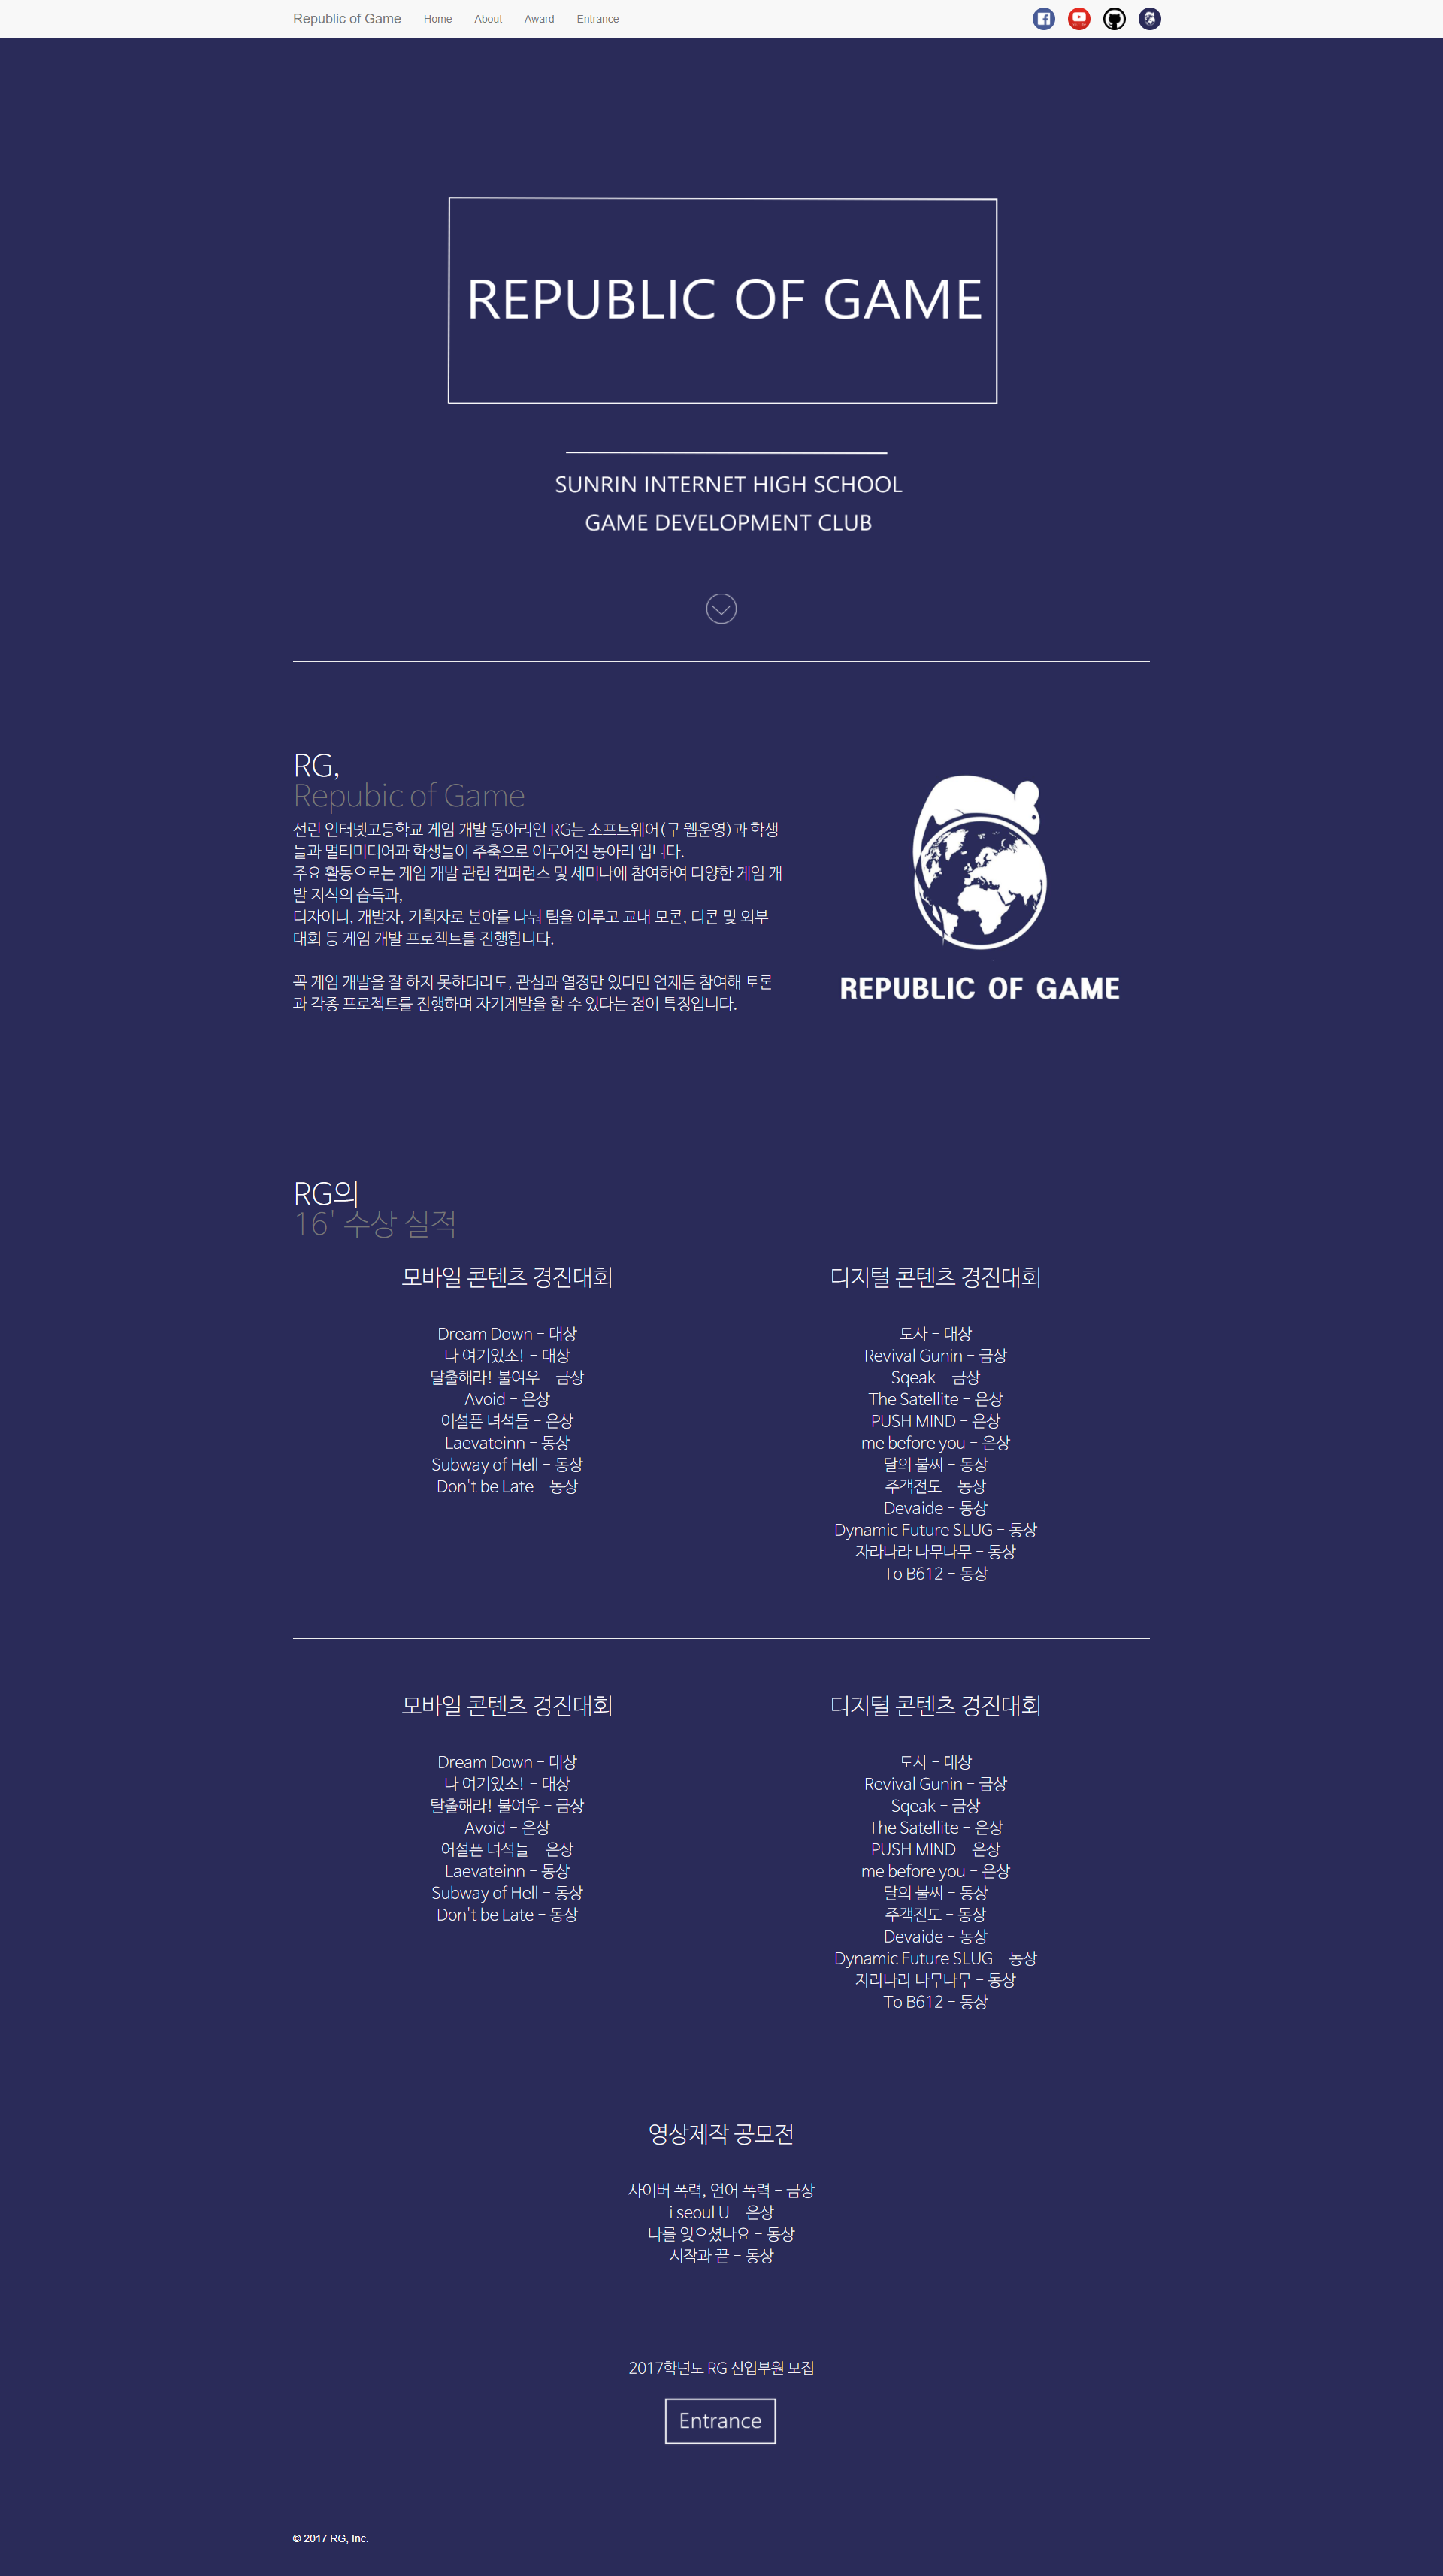 Republic of Game Home About Award Entrance
REPUBLIC OF GAME
SUNRIN INTERNET HIGH SCHOOL
GAME DEVELOPMENT CLUB
RG,
Repubic of Game
선린 인터넷고등학교 게임 개발 동아리인 RG는 소프트웨어(구 웹운영)과 학생
들과 멀티미디어과 학생들이 주축으로 이루어진 동아리 입니다.
주요 활동으로는 게임 개발 관련 컨퍼런스 및 세미나에 참여하여 다양한 게임 개
발 지식의 습득과,
디자이너, 개발자, 기획자로 분야를 나눠 팀을 이루고 교내 모콘, 디콘 및 외부
대회 등 게임 개발 프로젝트를 진행합니다.
꼭 게임 개발을 잘 하지 못하더라도, 관심과 열정만 있다면 언제든 참여해 토론
과 각종 프로젝트를 진행하며 자기계발을 할 수 있다는 점이 특징입니다.
REPUBLIC OF GAME
RG의
16' 수상 실적
모바일 콘텐츠 경진대회
Dream Down - 대상
나 여기있소! - 대상
탈출해라! 불여우 - 금상
Avoid - 은상
어설픈 녀석들 - 은상
Laevateinn - 동상
Subway of Hell - 동상
Don't be Late - 동상
디지털 콘텐츠 경진대회
도사 - 대상
Revival Gunin - 금상
Sqeak - 금상
The Satellite - 은상
PUSH MIND - 은상
me before you - 은상
달의 불씨 - 동상
주객전도 - 동상
Devaide - 동상
Dynamic Future SLUG - 동상
자라나라 나무나무 - 동상
To B612 - 동상
모바일 콘텐츠 경진대회
Dream Down - 대상
나 여기있소! - 대상
탈출해라! 불여우 - 금상
Avoid - 은상
어설픈 녀석들 - 은상
Laevateinn - 동상
Subway of Hell - 동상
Don't be Late - 동상
디지털 콘텐츠 경진대회
도사 - 대상
Revival Gunin - 금상
Sqeak - 금상
The Satellite - 은상
PUSH MIND - 은상
me before you - 은상
달의 불씨 - 동상
주객전도 - 동상
Devaide - 동상
Dynamic Future SLUG - 동상
자라나라 나무나무 - 동상
To B612 - 동상
영상제작 공모전
사이버 폭력, 언어 폭력 - 금상
i seoul U - 은상
나를 잊으셨나요 - 동상
시작과 끝 - 동상
2017학년도 RG 신입부원 모집
Entrance
© 2017 RG, Inc.